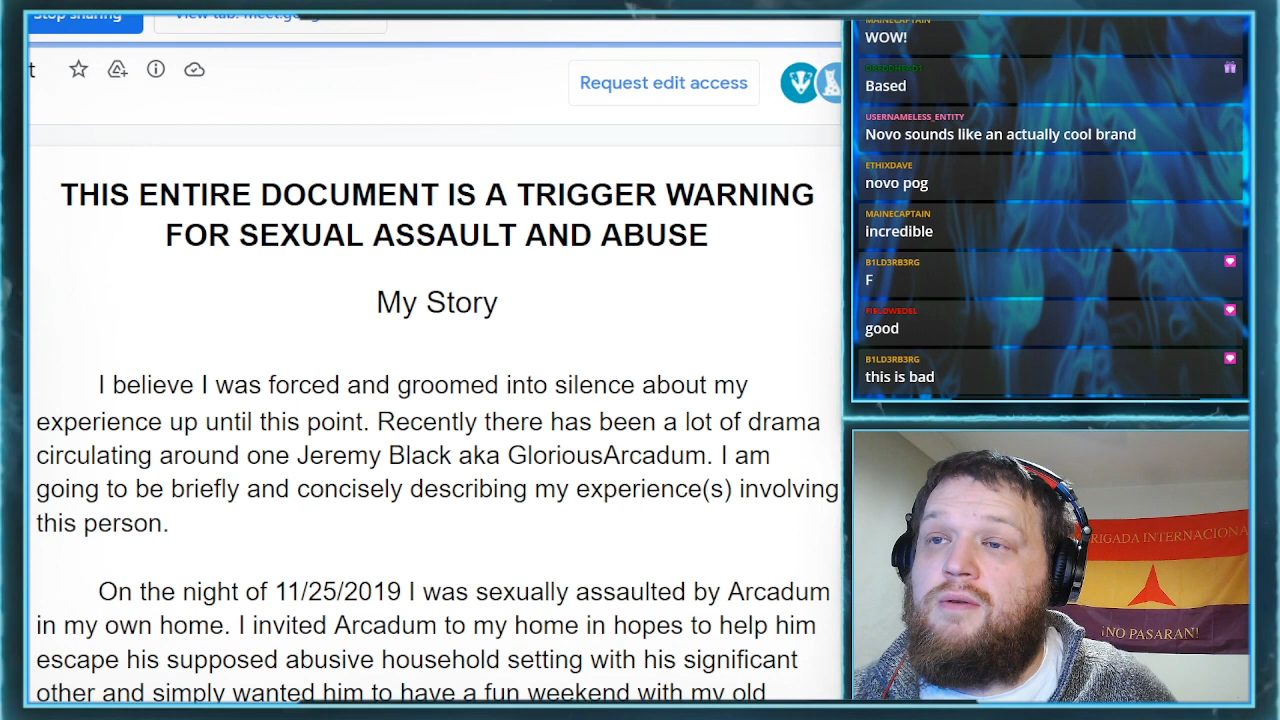 Stop sharing
t
Request edit access
THIS ENTIRE DOCUMENT IS A TRIGGER WARNING
FOR SEXUAL ASSAULT AND ABUSE
My Story
I believe I was forced and groomed into silence about my
experience up until this point. Recently there has been a lot of drama
circulating around one Jeremy Black aka GloriousArcadum. I am
going to be briefly and concisely describing my experience(s) involving
this person.
On the night of 11/25/2019 I was sexually assaulted by Arcadum
in my own home. I invited Arcadum to my home in hopes to help him
escape his supposed abusive household setting with his significant
other and simply wanted him to have a fun weekend with my old
MAINECAPTAIN
WOW!
Based
USERNAMELESS_ENTITY
Novo sounds like an actually cool brand
ETHIXDAVE
novo pog
MAINECAPTAIN
incredible
B1LD3RB3RG
F
good
B1LD3RB3RG
this is bad
RIGADA INTERNACIONA
¡NO PASARAN!